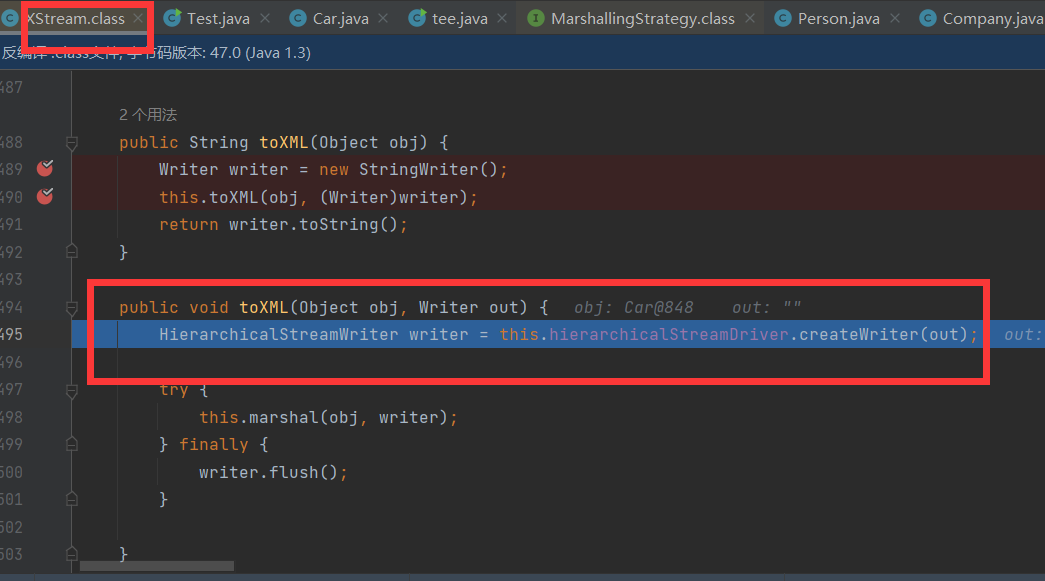 XStream.class Test.java Car.java tee.java MarshallingStrategy.class Person.java Company.java
反编译 .class文件, 字节码版本: 47.0 (Java 1.3)
487
2 个用法
488 public String toXML(Object obj) {
489 Writer writer = new StringWriter();
490 this.toXML(obj, (Writer)writer);
491 return writer.toString();
492 }
493
494 public void toXML(Object obj, Writer out) { obj: Car@848 out: ""
495 HierarchicalStreamWriter writer = this.hierarchicalStreamDriver.createWriter(out); out:
496
497 try {
498 this.marshal(obj, writer);
499 } finally {
500 writer.flush();
501 }
502
503 }